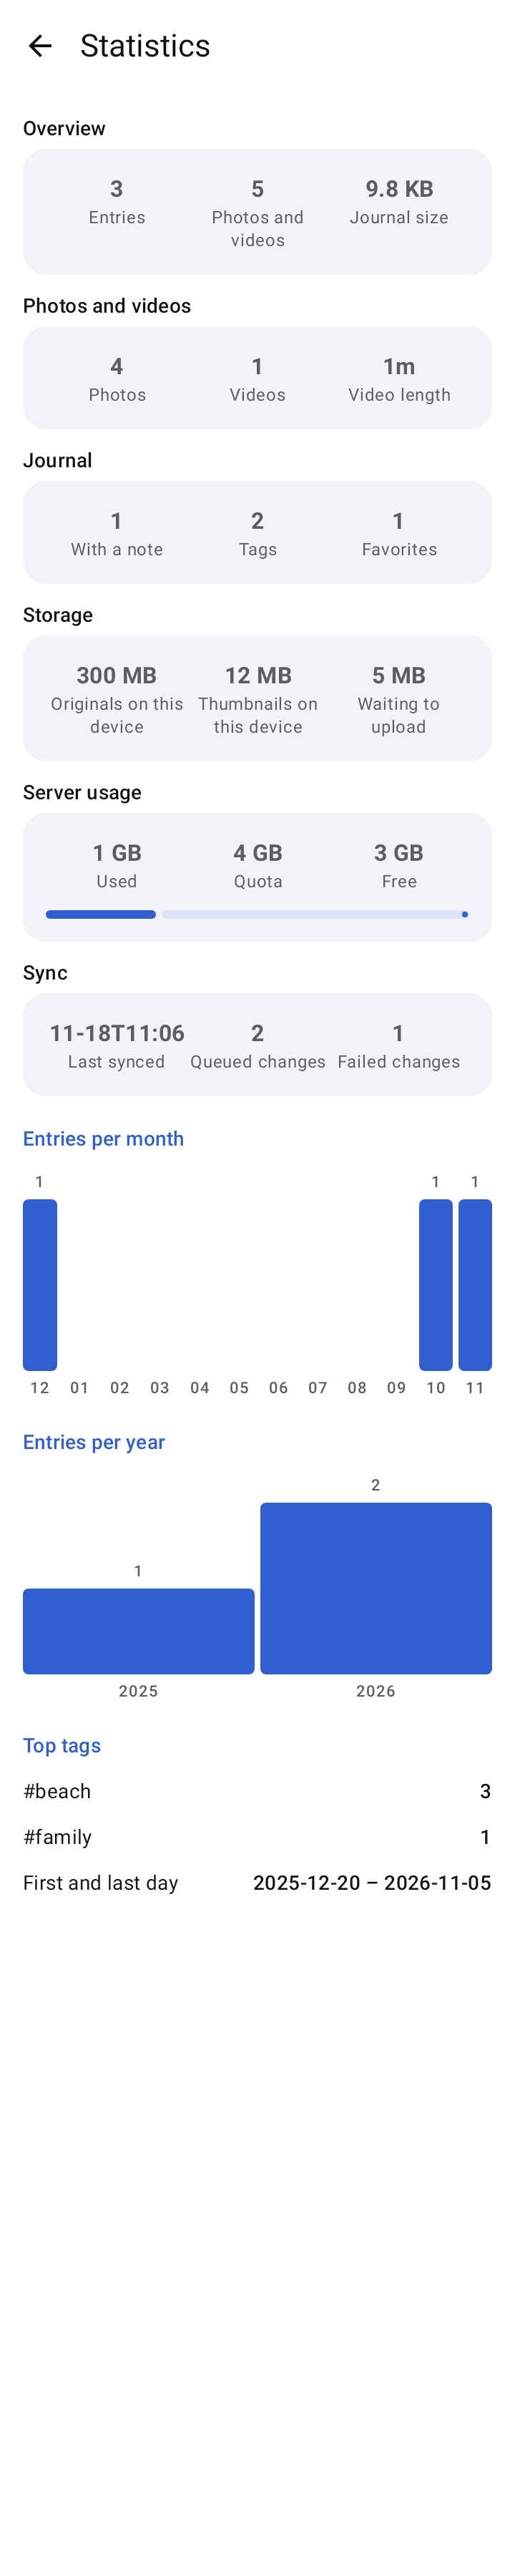 Statistics
Overview
3 5 9.8 KB
Entries Photos and videos Journal size
Photos and videos
4 1 1m
Photos Videos Video length
Journal
1 2 1
With a note Tags Favorites
Storage
300 MB 12 MB 5 MB
Originals on this device Thumbnails on this device Waiting to upload
Server usage
1 GB 4 GB 3 GB
Used Quota Free
Sync
11-18T11:06 2 1
Last synced Queued changes Failed changes
Entries per month
1 1 1
12 01 02 03 04 05 06 07 08 09 10 11
Entries per year
2
1
2025 2026
Top tags
#beach 3
#family 1
First and last day 2025-12-20 – 2026-11-05